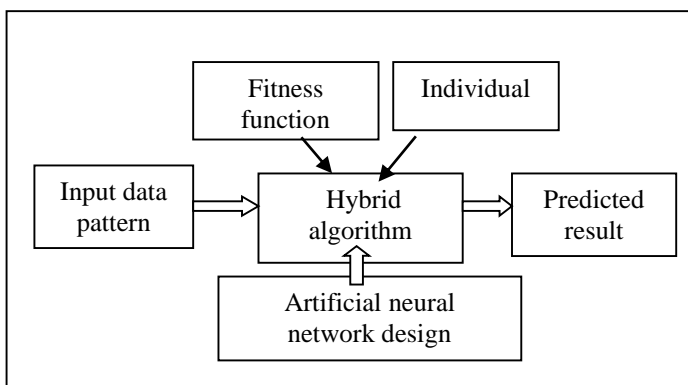 Fitness
function
Individual
Input data
pattern
Hybrid
algorithm
Predicted
result
Artificial neural
network design